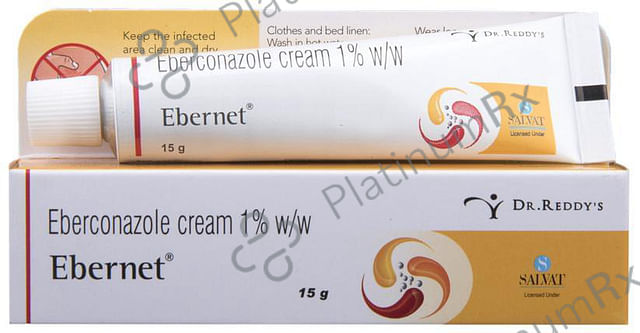 Keep the infected
area clean and dry
Clothes and bed linen:
Wash in hot
DR.REDDY'S
Eberconazole cream 1% w/w
Ebernet®
15 g
SALVAT
Licensed Under
Eberconazole cream 1% w/w
Ebernet®
15 g
DR.REDDY'S
SALVAT
Licensed Under
PlatinumRx
PlatinumRx